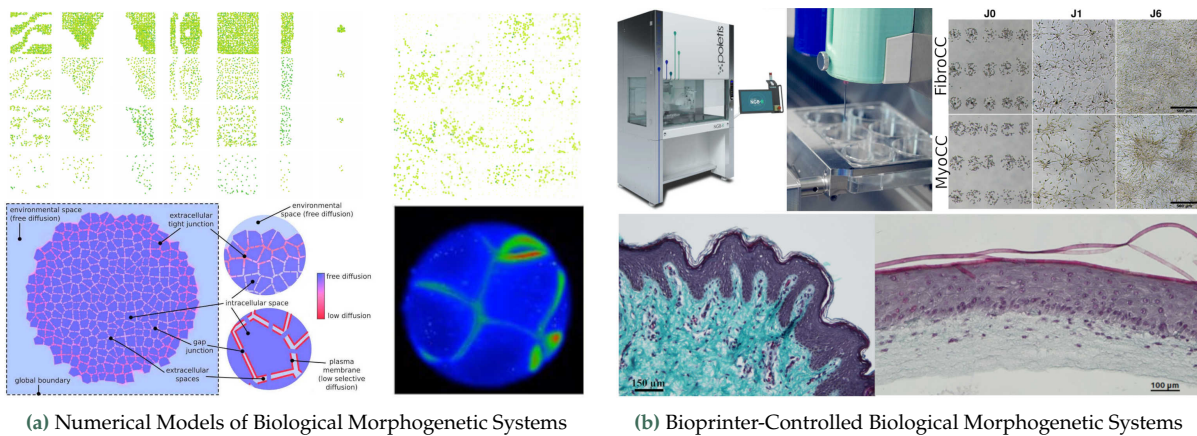 environmental space
(free diffusion)
extracellular
tight junction
environmental
space (free diffusion)
free diffusion
low diffusion
intracellular space
gap
junction
extracellular
spaces
plasma
membrane
(low selective
diffusion)
global boundary
(a) Numerical Models of Biological Morphogenetic Systems
poietis
NGB-R
J0
J1
J6
FibroCC
MyoCC
150 µm
100 µm
(b) Bioprinter-Controlled Biological Morphogenetic Systems